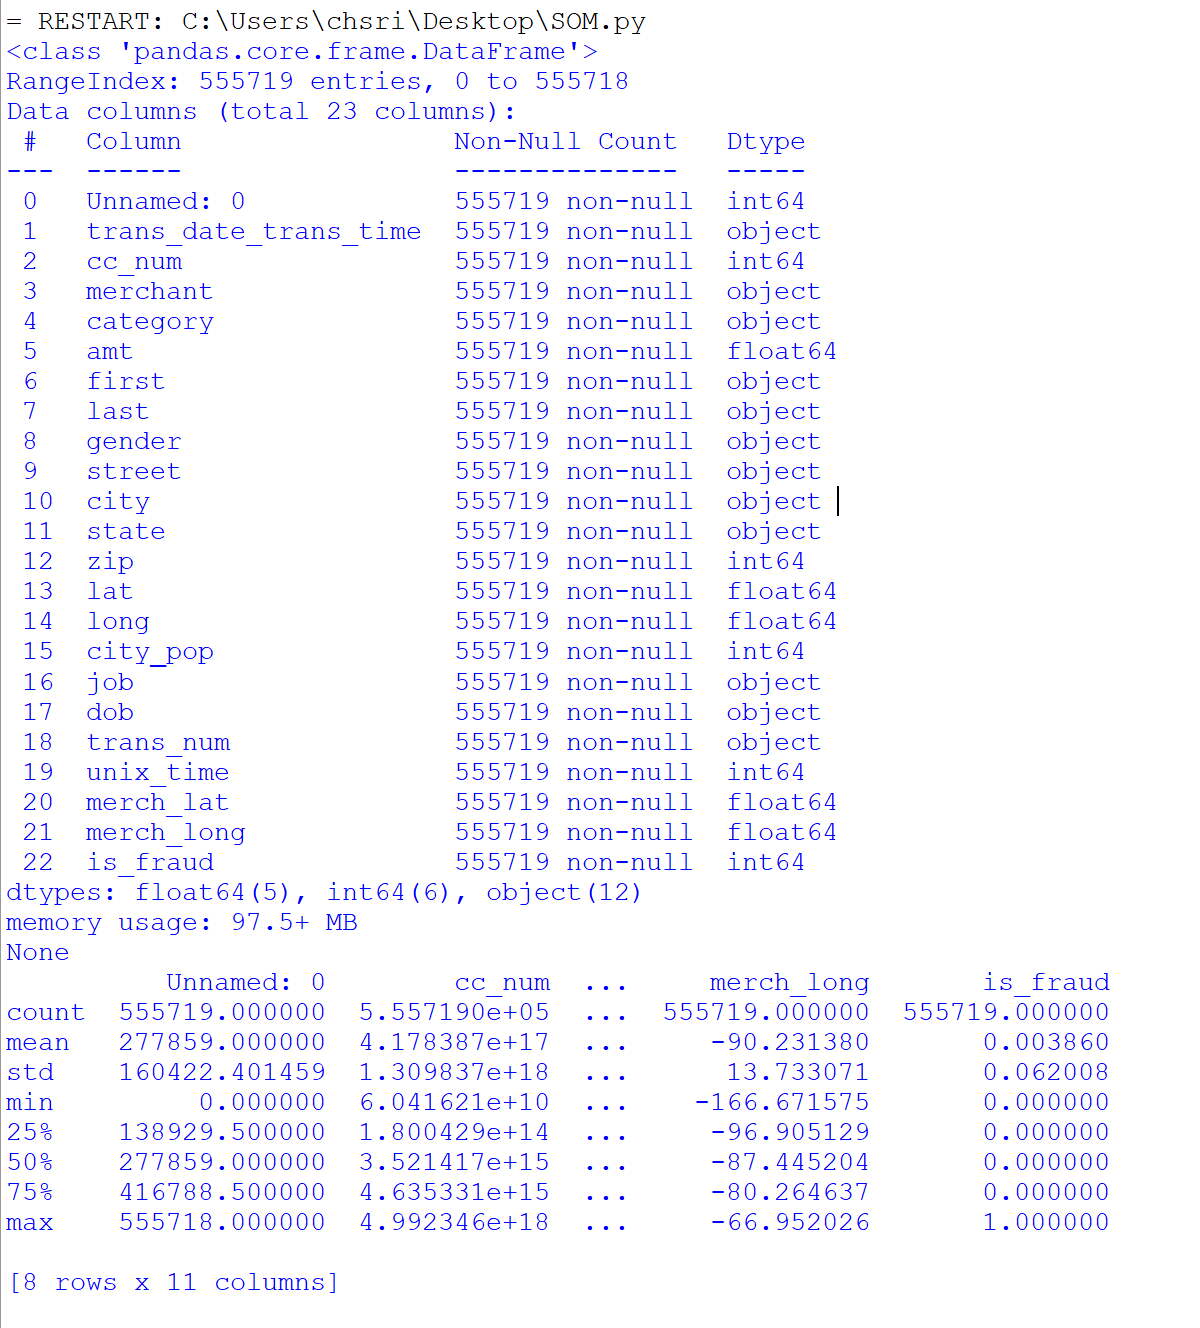 = RESTART: C:\Users\chsri\Desktop\SOM.py
<class 'pandas.core.frame.DataFrame'>
RangeIndex: 555719 entries, 0 to 555718
Data columns (total 23 columns):
 #   Column                 Non-Null Count   Dtype
---  ------                 --------------   -----
 0   Unnamed: 0             555719 non-null  int64
 1   trans_date_trans_time  555719 non-null  object
 2   cc_num                 555719 non-null  int64
 3   merchant               555719 non-null  object
 4   category               555719 non-null  object
 5   amt                    555719 non-null  float64
 6   first                  555719 non-null  object
 7   last                   555719 non-null  object
 8   gender                 555719 non-null  object
 9   street                 555719 non-null  object
 10  city                   555719 non-null  object
 11  state                  555719 non-null  object
 12  zip                    555719 non-null  int64
 13  lat                    555719 non-null  float64
 14  long                   555719 non-null  float64
 15  city_pop               555719 non-null  int64
 16  job                    555719 non-null  object
 17  dob                    555719 non-null  object
 18  trans_num              555719 non-null  object
 19  unix_time              555719 non-null  int64
 20  merch_lat              555719 non-null  float64
 21  merch_long             555719 non-null  float64
 22  is_fraud               555719 non-null  int64
dtypes: float64(5), int64(6), object(12)
memory usage: 97.5+ MB
None
          Unnamed: 0        cc_num  ...     merch_long       is_fraud
count  555719.000000  5.557190e+05  ...  555719.000000  555719.000000
mean   277859.000000  4.178387e+17  ...     -90.231380       0.003860
std    160422.401459  1.309837e+18  ...      13.733071       0.062008
min         0.000000  6.041621e+10  ...    -166.671575       0.000000
25%    138929.500000  1.800429e+14  ...     -96.905129       0.000000
50%    277859.000000  3.521417e+15  ...     -87.445204       0.000000
75%    416788.500000  4.635331e+15  ...     -80.264637       0.000000
max    555718.000000  4.992346e+18  ...     -66.952026       1.000000

[8 rows x 11 columns]